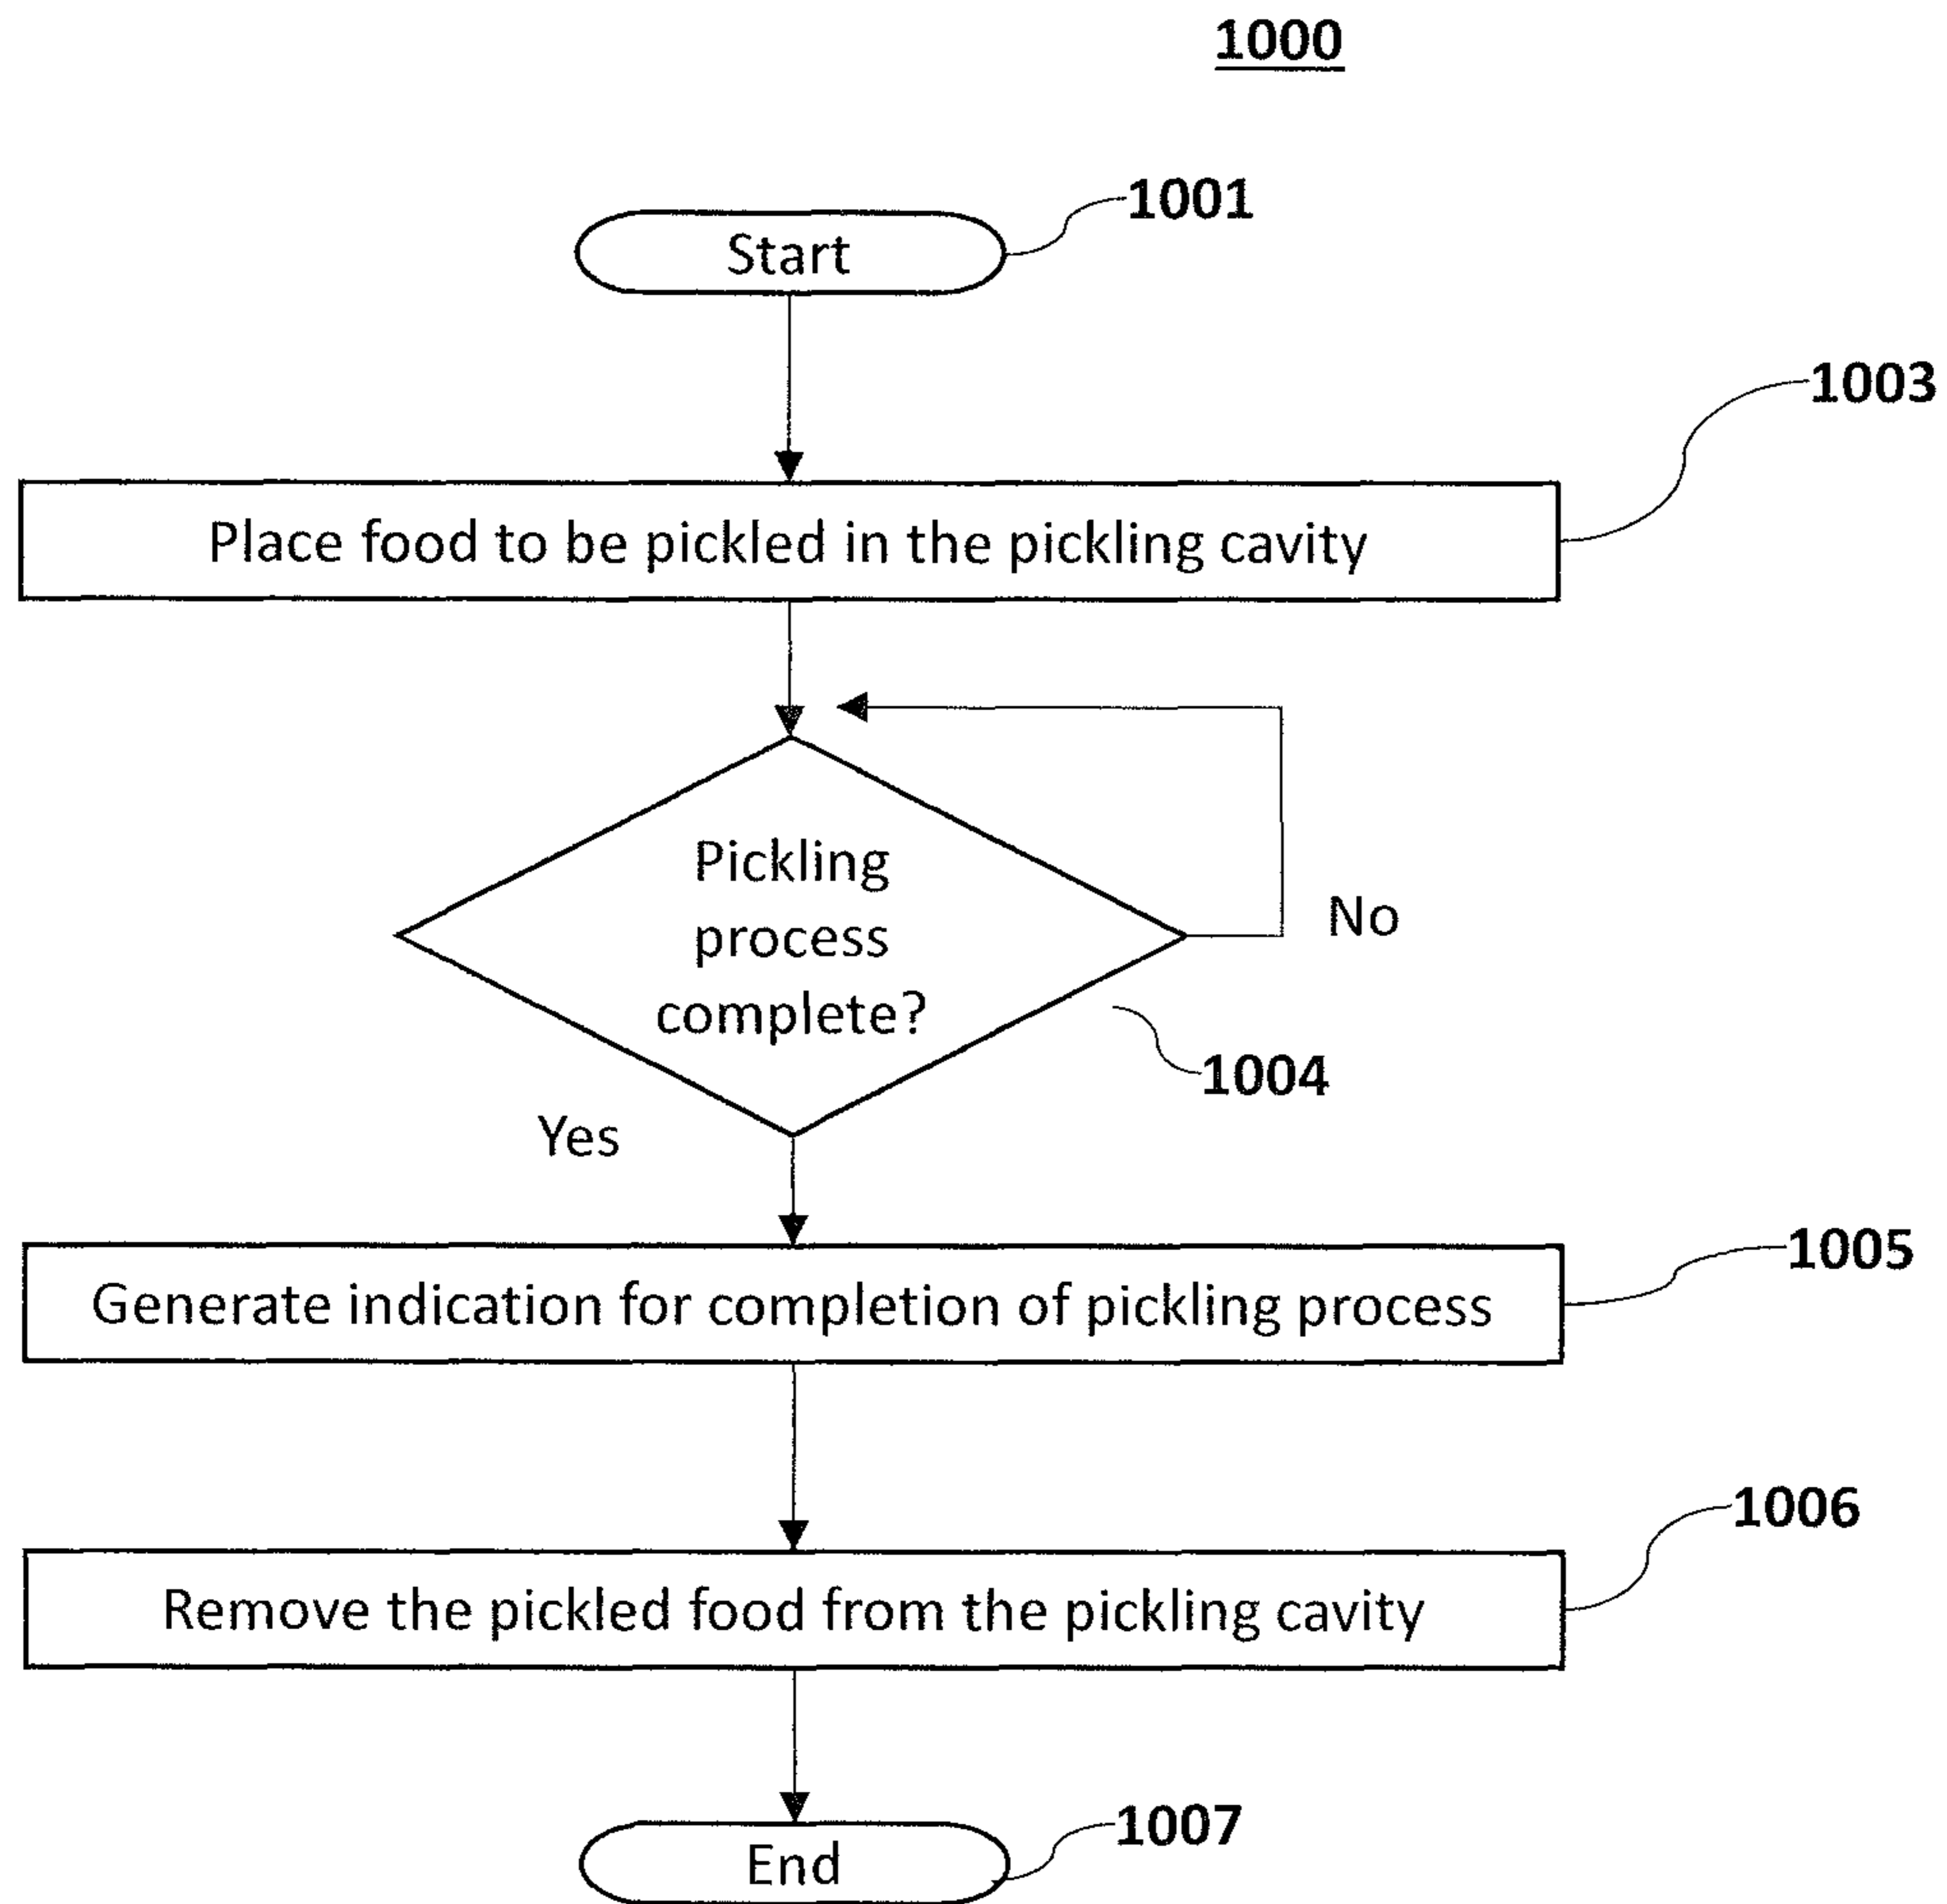 1000
1001
Start
1003
Place food to be pickled in the pickling cavity
Pickling
process
complete?
No
1004
Yes
1005
Generate indication for completion of pickling process
1006
Remove the pickled food from the pickling cavity
1007
End